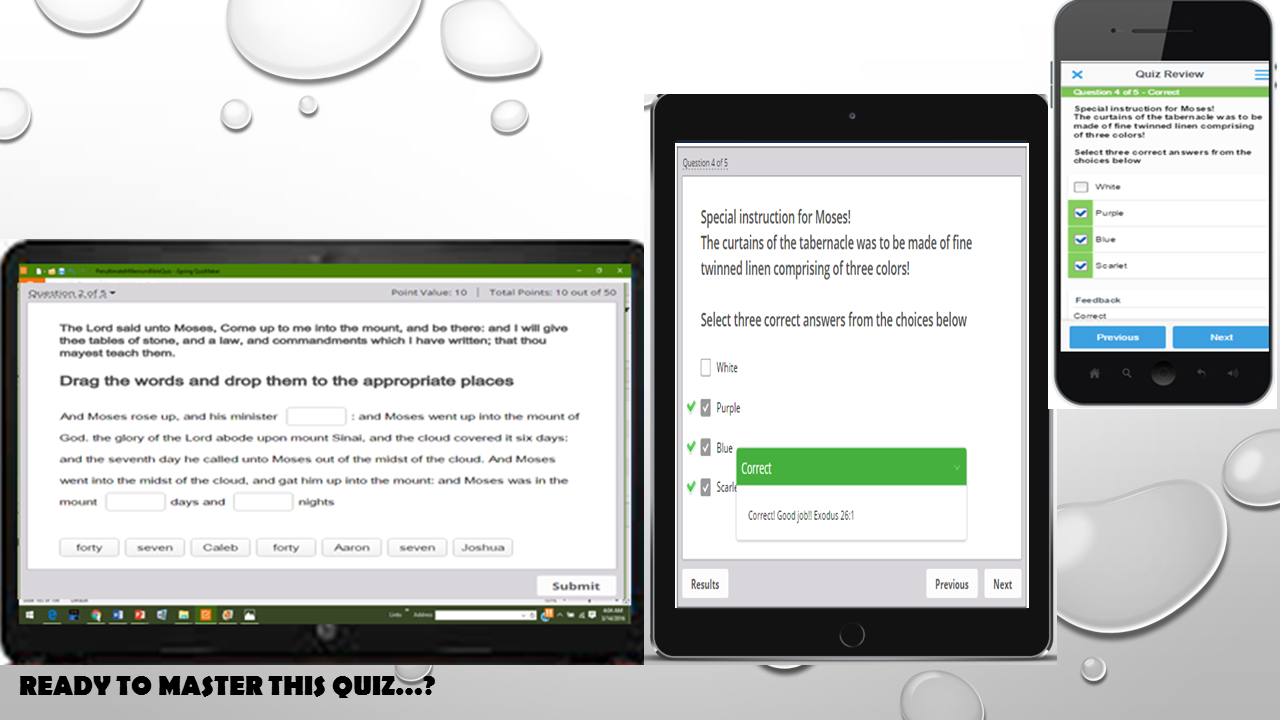 Question 2 of 5
Point Value: 10 | Total Points: 10 out of 50
The Lord said unto Moses, Come up to me into the mount, and be there: and I will give
thee tables of stone, and a law, and commandments which I have written; that thou
mayest teach them.
Drag the words and drop them to the appropriate places
And Moses rose up, and his minister : and Moses went up into the mount of
God. the glory of the Lord abode upon mount Sinai, and the cloud covered it six days:
and the seventh day he called unto Moses out of the midst of the cloud. And Moses
went into the midst of the cloud, and gat him up into the mount: and Moses was in the
mount days and nights
forty seven Caleb forty Aaron seven Joshua
Submit
Links Address
READY TO MASTER THIS QUIZ...?
Question 4 of 5
Special instruction for Moses!
The curtains of the tabernacle was to be made of fine
twinned linen comprising of three colors!
Select three correct answers from the choices below
White
Purple
Blue
Scarle
Correct
Correct! Good job!! Exodus 26:1
Results Previous Next
Quiz Review
Question 4 of 5 - Correct
Special instruction for Moses!
The curtains of the tabernacle was to be
made of fine twinned linen comprising
of three colors!
Select three correct answers from the
choices below
White
Purple
Blue
Scarlet
Feedback
Correct
Previous Next